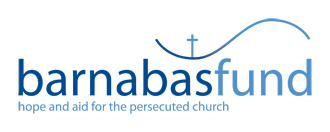 barnabasfund
hope and aid for the persecuted church